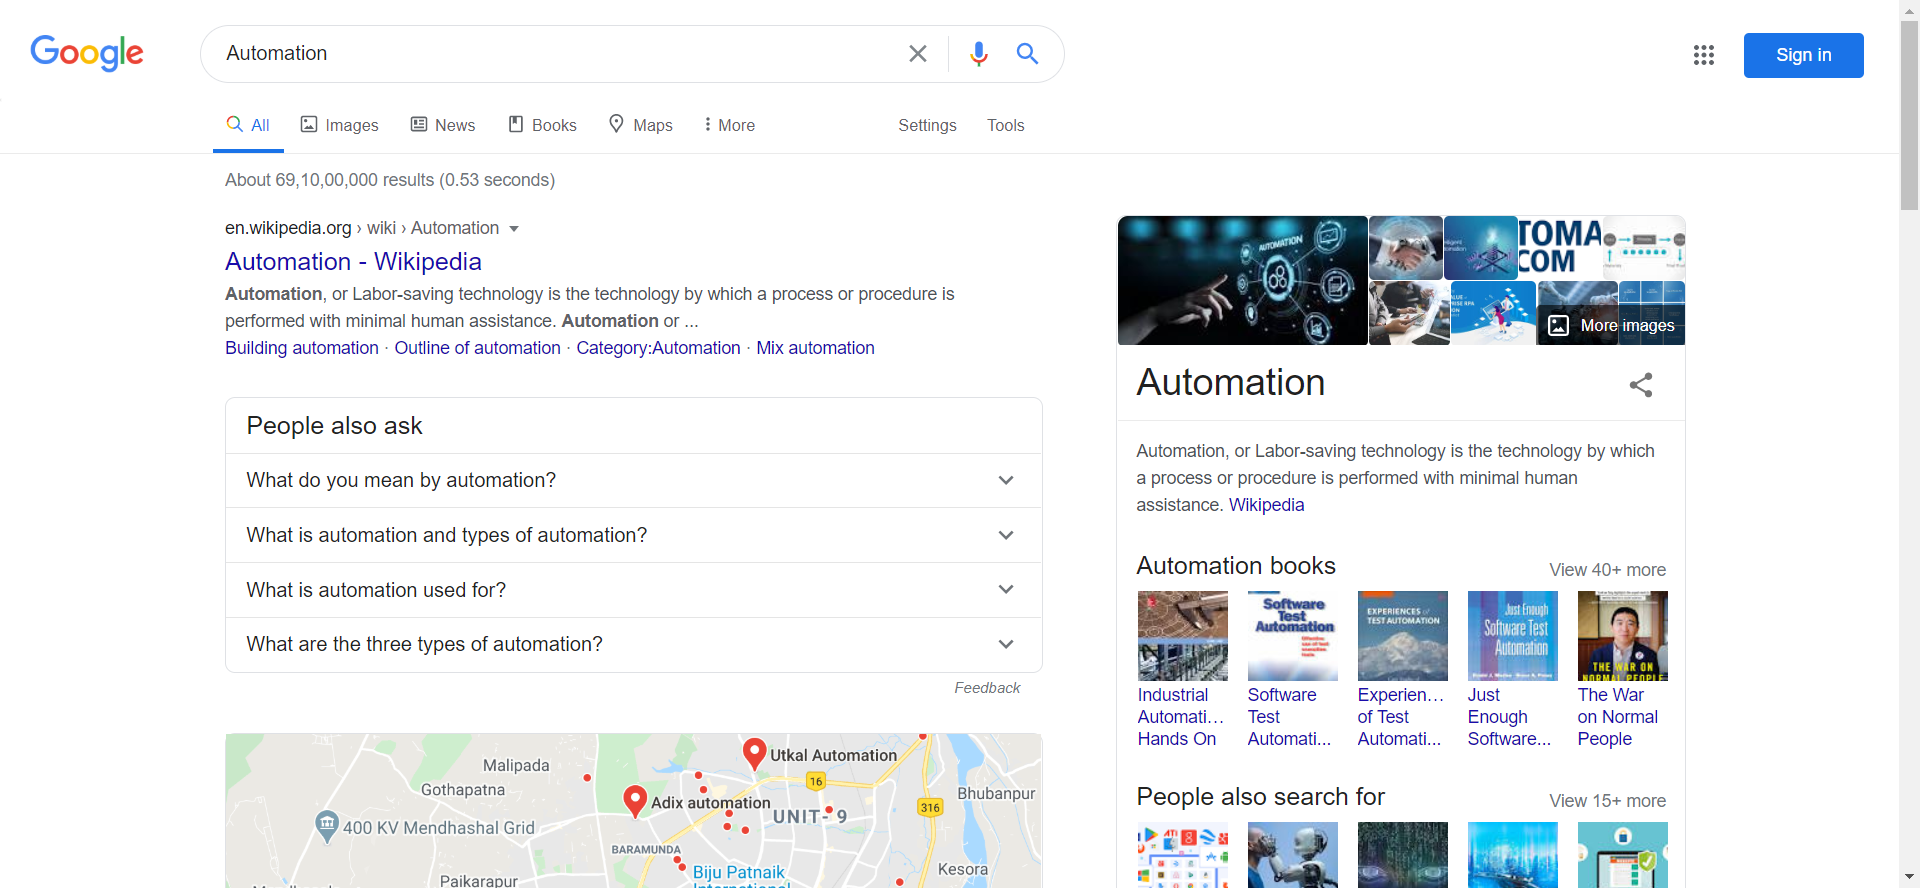 Google
Automation
Sign in
All
Images
News
Books
Maps
More
Settings
Tools
About 69,10,00,000 results (0.53 seconds)
en.wikipedia.org › wiki › Automation
Automation - Wikipedia
Automation, or Labor-saving technology is the technology by which a process or procedure is
performed with minimal human assistance. Automation or ...
Building automation · Outline of automation · Category:Automation · Mix automation
People also ask
What do you mean by automation?
What is automation and types of automation?
What is automation used for?
What are the three types of automation?
Feedback
Utkal Automation
Malipada
16
Gothapatna
Bhubanpur
Adix automation
316
UNIT- 9
400 KV Mendhashal Grid
BARAMUNDA
Biju Patnaik
Kesora
Paikarapur
International
AUTOMATION
TOMA
COM
More images
Automation
Automation, or Labor-saving technology is the technology by which
a process or procedure is performed with minimal human
assistance. Wikipedia
Automation books
View 40+ more
Software
Test
Automation
EXPERIENCES of
TEST AUTOMATION
Just Enough
Software Test
Automation
THE WAR ON
NORMAL PEOPLE
Industrial
Automati...
Hands On
Software
Test
Automati...
Experien...
of Test
Automati...
Just
Enough
Software...
The War
on Normal
People
People also search for
View 15+ more